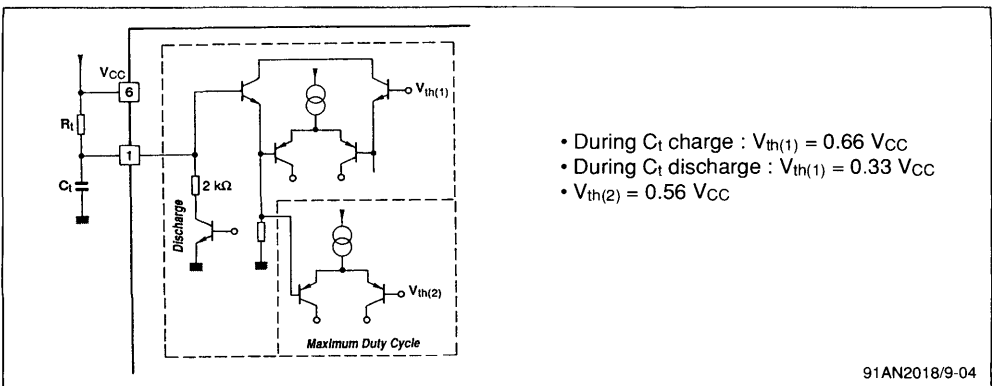 VCC
6
Rt
1
Ct
2 kΩ
Discharge
Vth(1)
Vth(2)
Maximum Duty Cycle
• During Ct charge : Vth(1) = 0.66 VCC
• During Ct discharge : Vth(1) = 0.33 VCC
• Vth(2) = 0.56 VCC
91AN2018/9-04